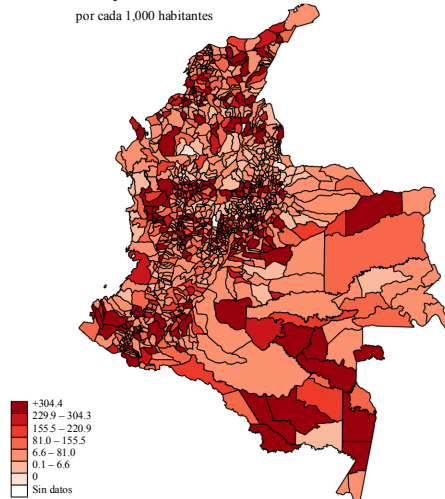 por cada 1,000 habitantes
+304.4
229.9 – 304.3
155.5 – 220.9
81.0 – 155.5
6.6 – 81.0
0.1 – 6.6
0
Sin datos